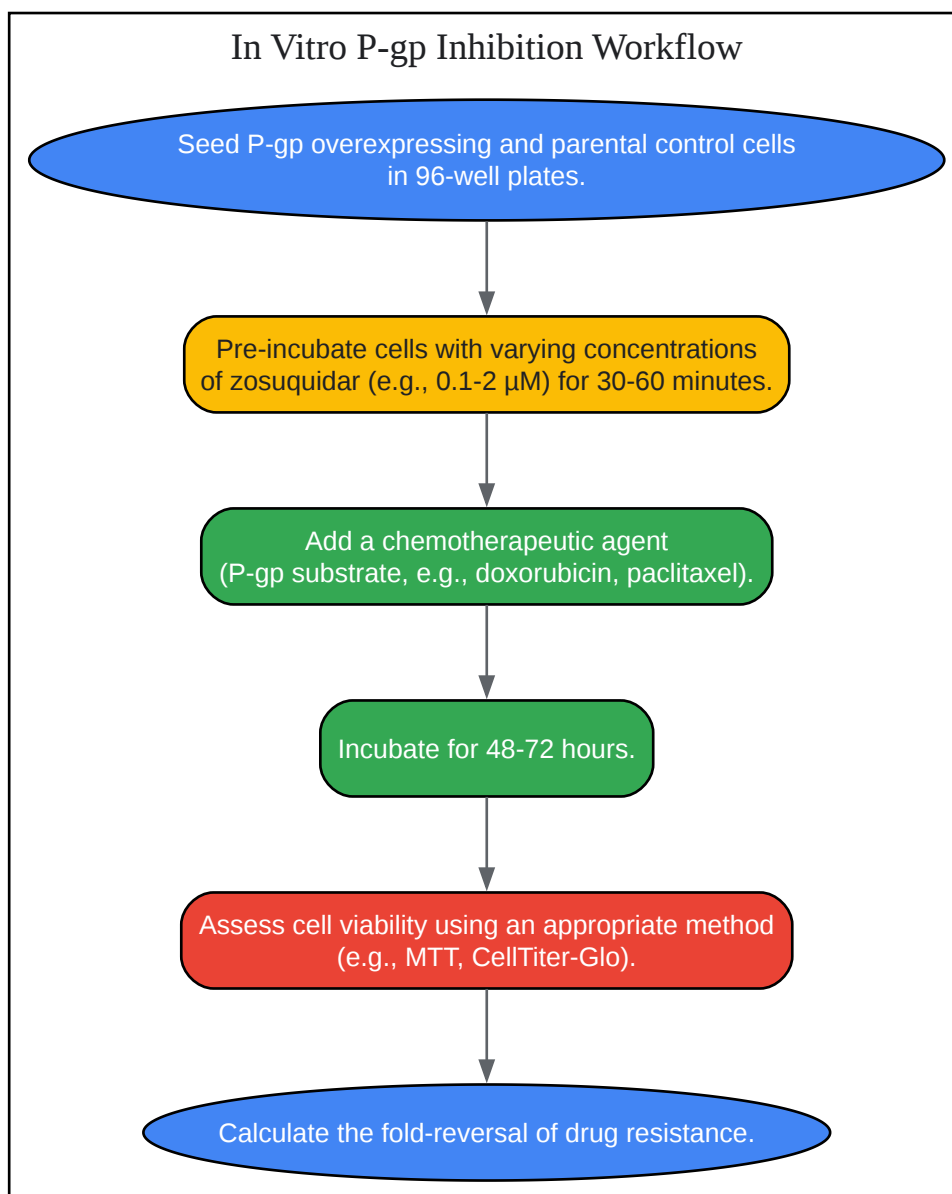 In Vitro P-gp Inhibition Workflow
Seed P-gp overexpressing and parental control cells
in 96-well plates.
Pre-incubate cells with varying concentrations
of zosuquidar (e.g., 0.1-2 µM) for 30-60 minutes.
Add a chemotherapeutic agent
(P-gp substrate, e.g., doxorubicin, paclitaxel).
Incubate for 48-72 hours.
Assess cell viability using an appropriate method
(e.g., MTT, CellTiter-Glo).
Calculate the fold-reversal of drug resistance.